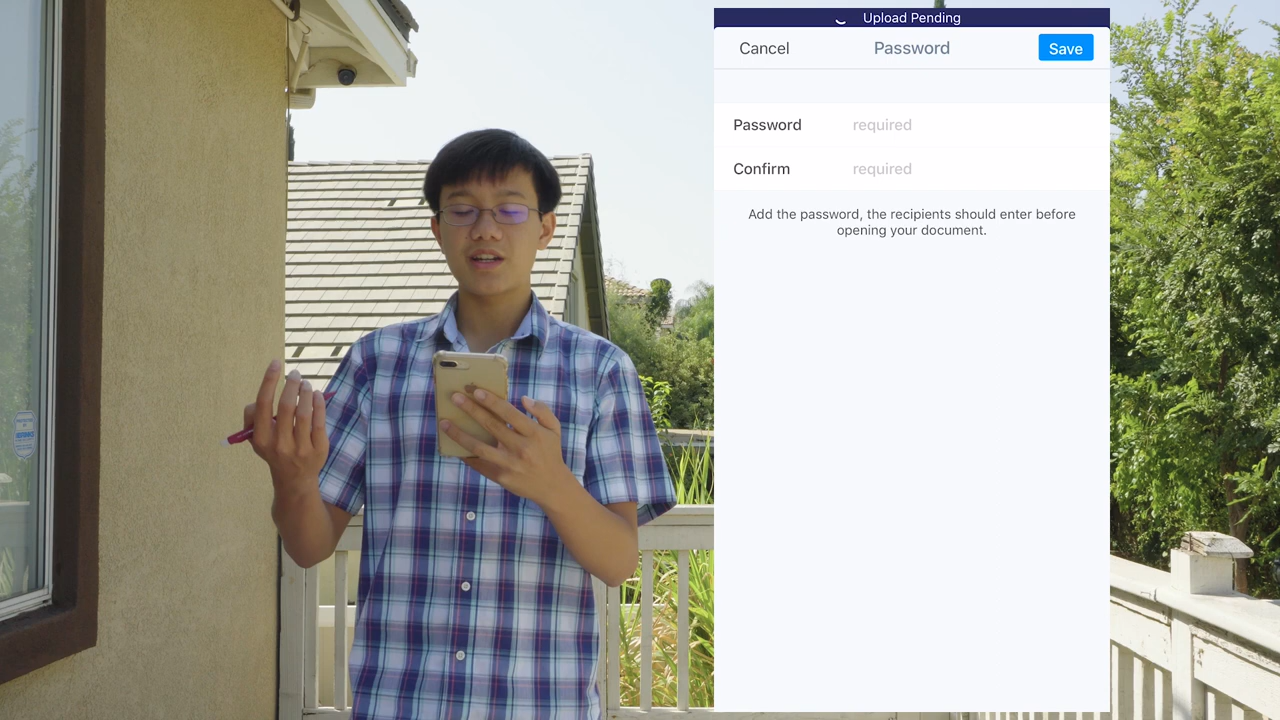 Upload Pending
Cancel Password Save
Password required
Confirm required
Add the password, the recipients should enter before
opening your document.